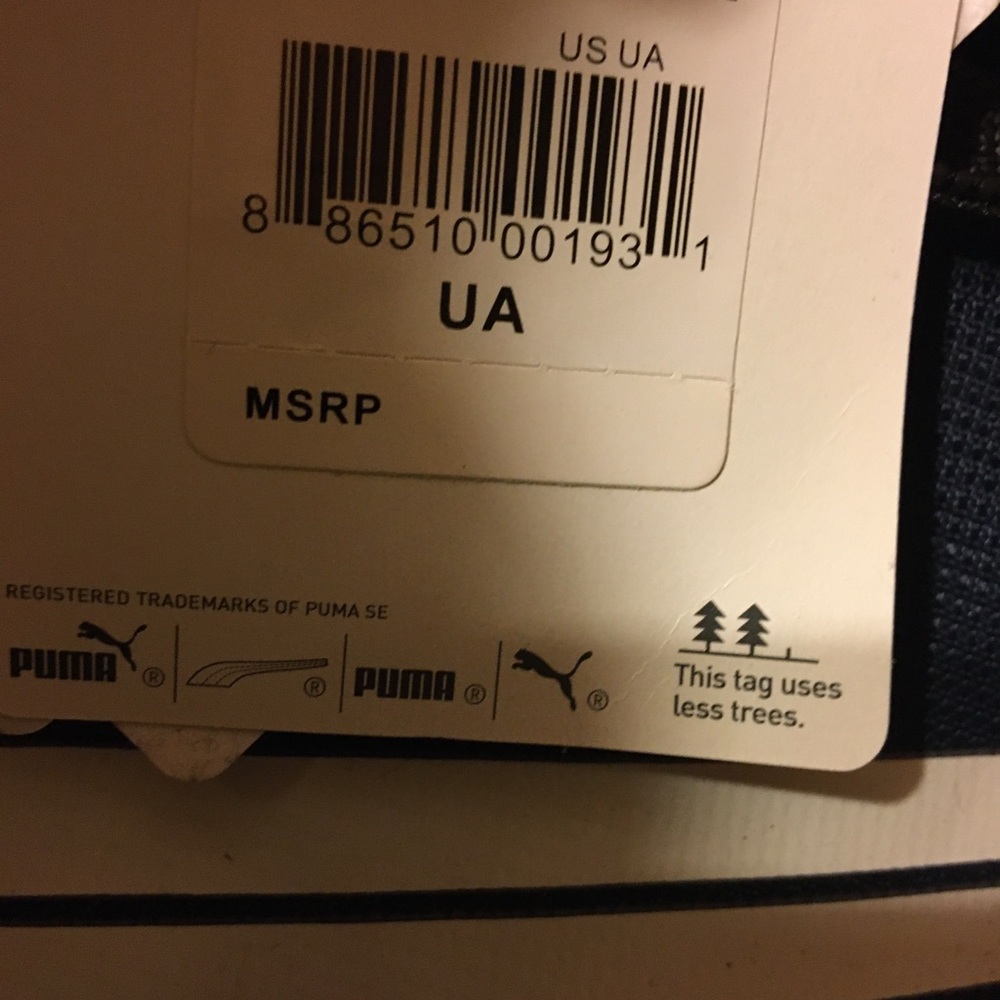 US UA
8 86510 00193 1
UA
MSRP
REGISTERED TRADEMARKS OF PUMA SE
PUMA ® ® PUMA ® ®
This tag uses
less trees.